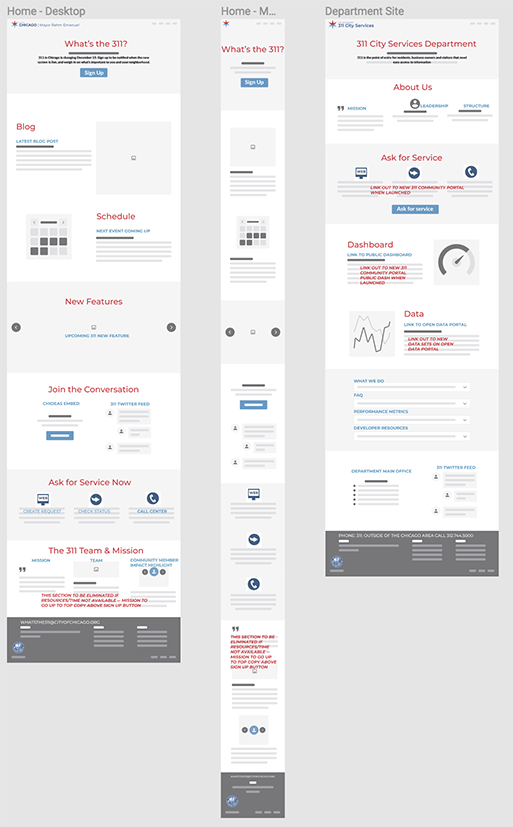 Home - Desktop
CHICAGO | Mayor Rahm Emanuel
What's the 311?
311 in Chicago is changing December 13. Sign up to be notified when the new
system is live, and weigh in on what's important to you and your neighborhood.
Sign Up
Blog
LATEST BLOG POST
Schedule
NEXT EVENT COMING UP
New Features
UPCOMING 311 NEW FEATURE
Join the Conversation
CHIDEAS EMBED
311 TWITTER FEED
Ask for Service Now
WEB
CREATE REQUEST
CHECK STATUS
CALL CENTER
The 311 Team & Mission
MISSION
TEAM
COMMUNITY MEMBER
IMPACT HIGHLIGHT
THIS SECTION TO BE ELIMINATED IF
RESOURCES/TIME NOT AVAILABLE -- MISSION TO
GO UP TO TOP COPY ABOVE SIGN UP BUTTON
WHATSTHE311@CITYOFCHICAGO.ORG
311
Home - M...
What's the 311?
Sign Up
WEB
THIS SECTION TO BE
ELIMINATED IF
RESOURCES/TIME
NOT AVAILABLE --
MISSION TO GO UP
TO TOP COPY ABOVE
SIGN UP BUTTON
311
Department Site
311 City Services
311 City Services Department
311 is the point of entry for residents, business owners and visitors that need
easy access to information
About Us
MISSION
LEADERSHIP
STRUCTURE
Ask for Service
WEB
LINK OUT TO NEW 311 COMMUNITY PORTAL
WHEN LAUNCHED
Ask for service
Dashboard
LINK TO PUBLIC DASHBOARD
LINK OUT TO NEW 311
COMMUNITY PORTAL
PUBLIC DASH WHEN
LAUNCHED
Data
LINK TO OPEN DATA PORTAL
LINK OUT TO NEW
DATA SETS ON OPEN
DATA PORTAL
WHAT WE DO
FAQ
PERFORMANCE METRICS
DEVELOPER RESOURCES
DEPARTMENT MAIN OFFICE
311 TWITTER FEED
PHONE: 311. OUTSIDE OF THE CHICAGO AREA CALL 312.744.5000
311